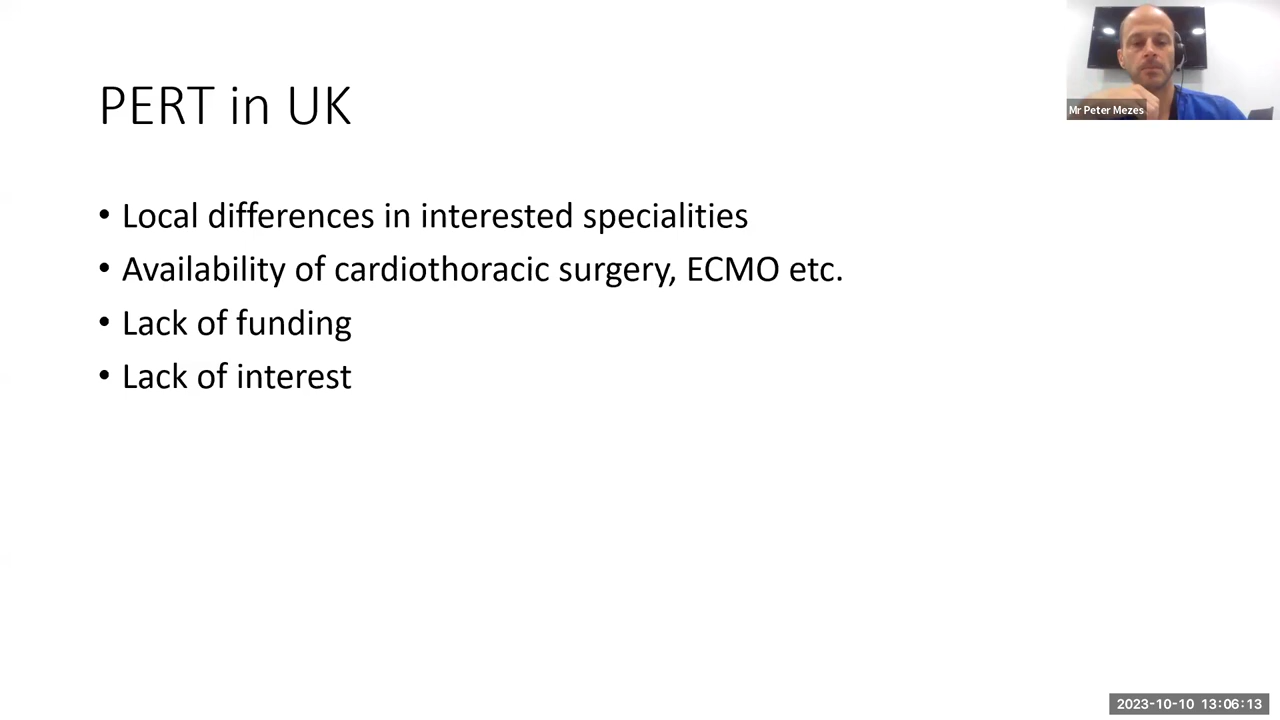 PERT in UK
Mr Peter Mezes
• Local differences in interested specialities
• Availability of cardiothoracic surgery, ECMO etc.
• Lack of funding
• Lack of interest
2023-10-10 13:06:13